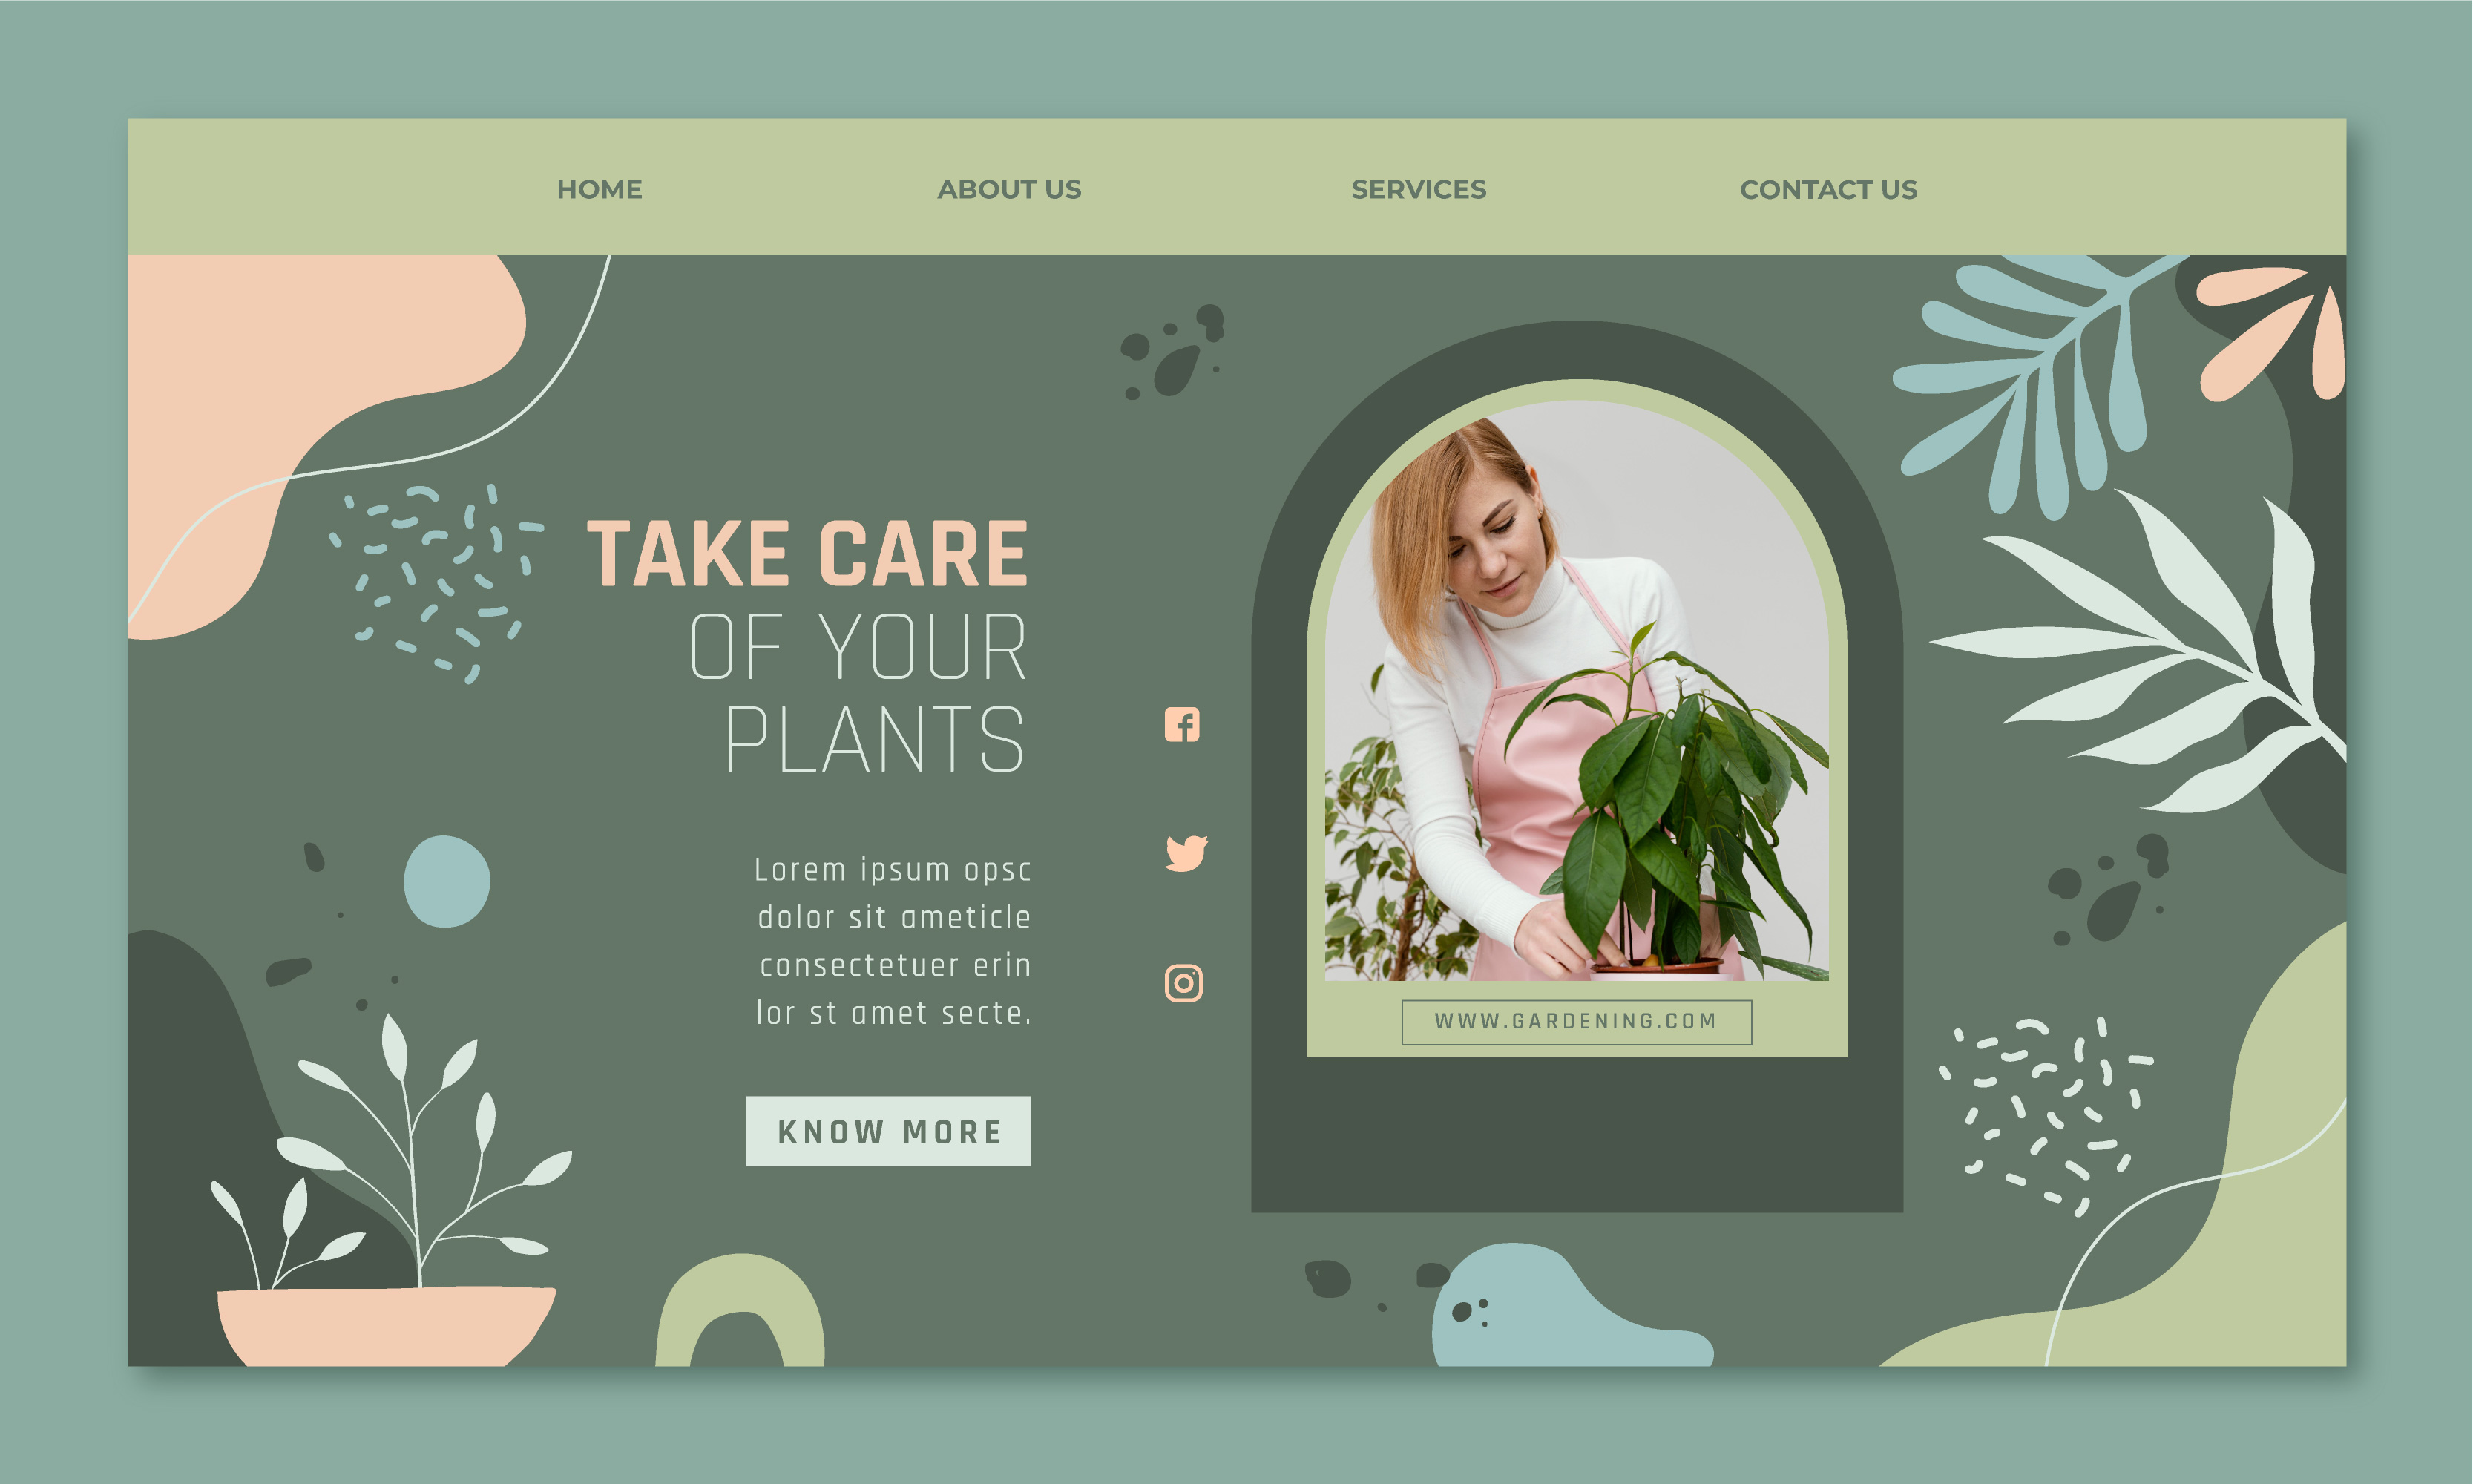 HOME ABOUT US SERVICES CONTACT US
TAKE CARE
OF YOUR
PLANTS
Lorem ipsum opsc
dolor sit ameticle
consectetuer erin
lor st amet secte.
KNOW MORE
WWW.GARDENING.COM